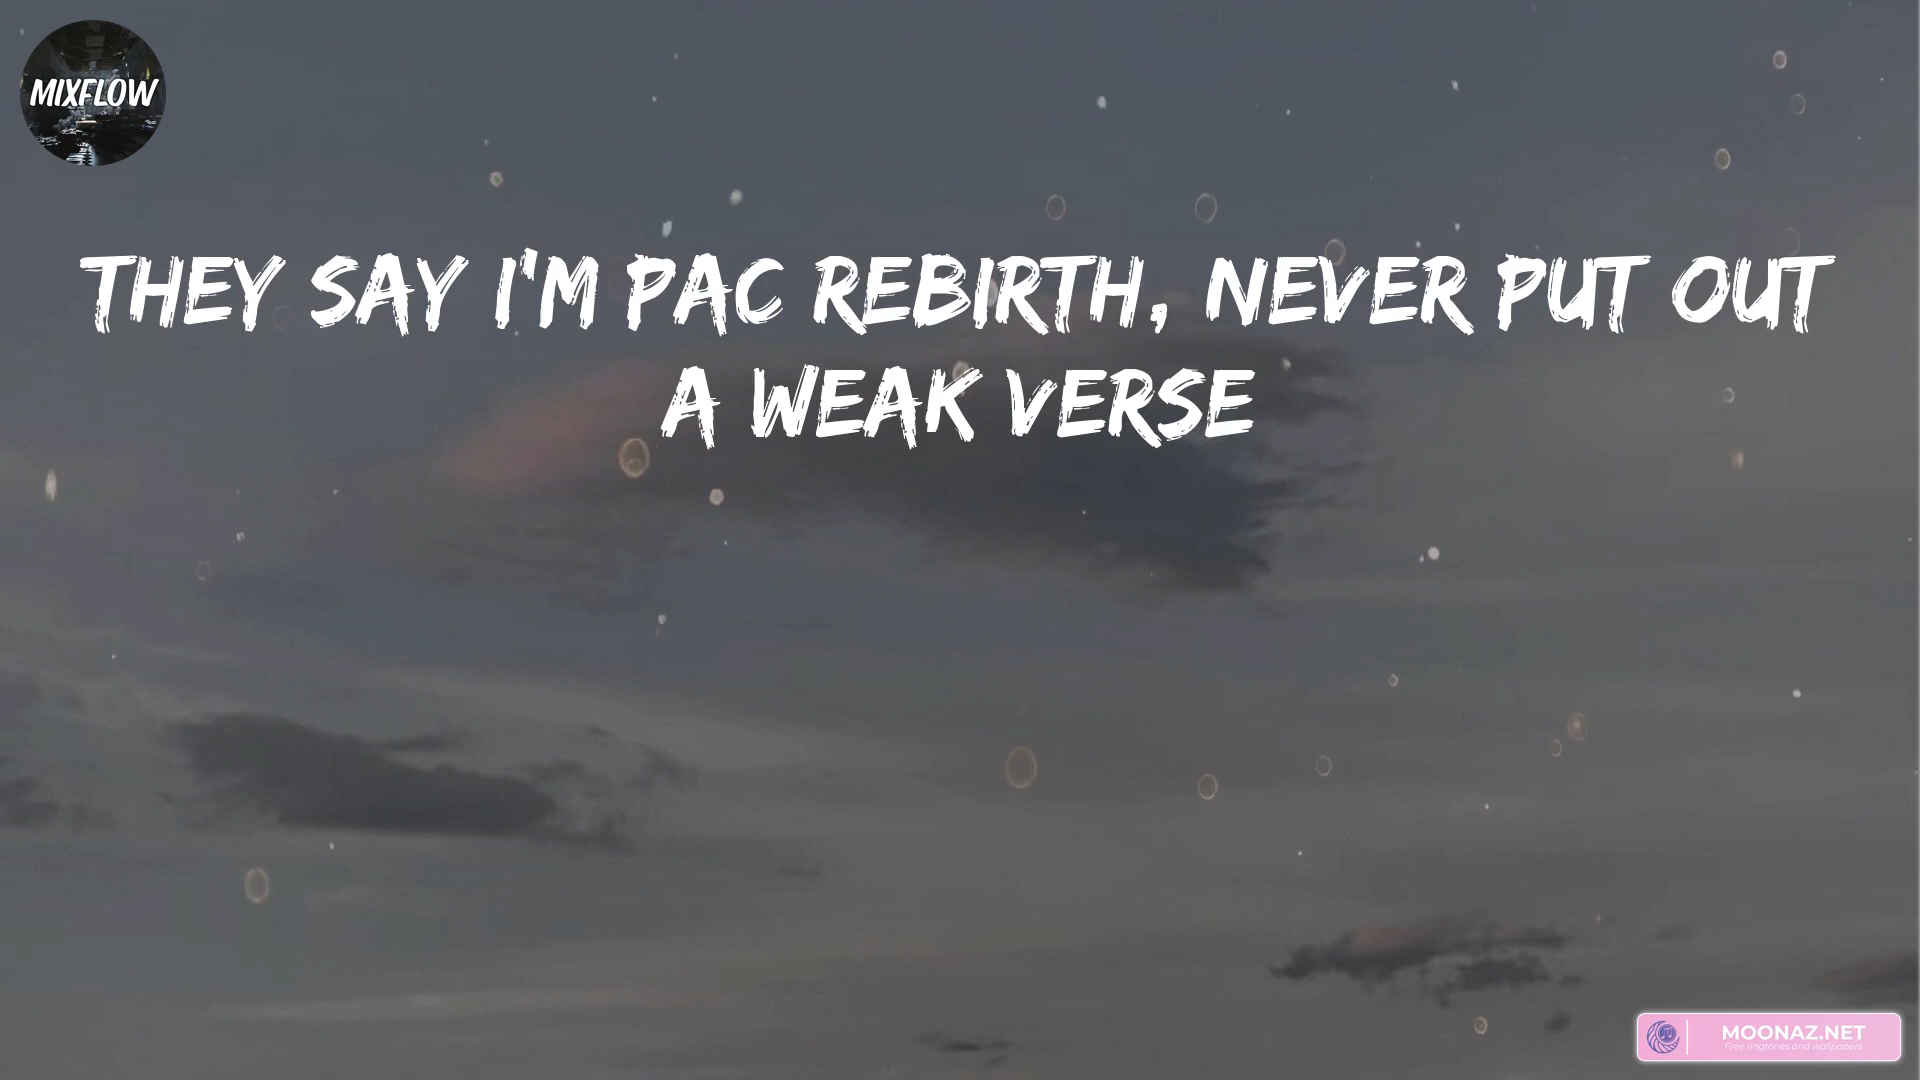 MIXFLOW
THEY SAY I'M PAC REBIRTH, NEVER PUT OUT
A WEAK VERSE
MOONAZ.NET
Free ringtones and wallpapers